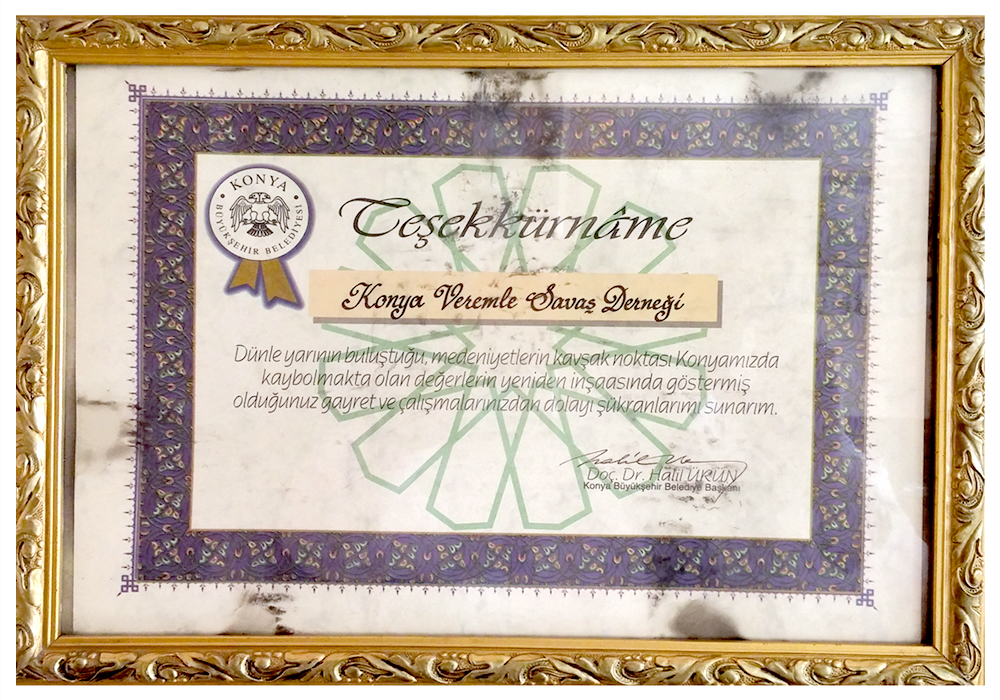 KONYA
BÜYÜKŞEHİR BELEDİYESİ
Teşekkürnâme
Konya Veremle Savaş Derneği
Dünle yarının buluştuğu, medeniyetlerin kavşak noktası Konyamızda
kaybolmakta olan değerlerin yeniden inşaasında göstermiş
olduğunuz gayret ve çalışmalarınızdan dolayı şükranlarımı sunarım.
Doç. Dr. Halil ÜRÜN
Konya Büyükşehir Belediye Başkanı